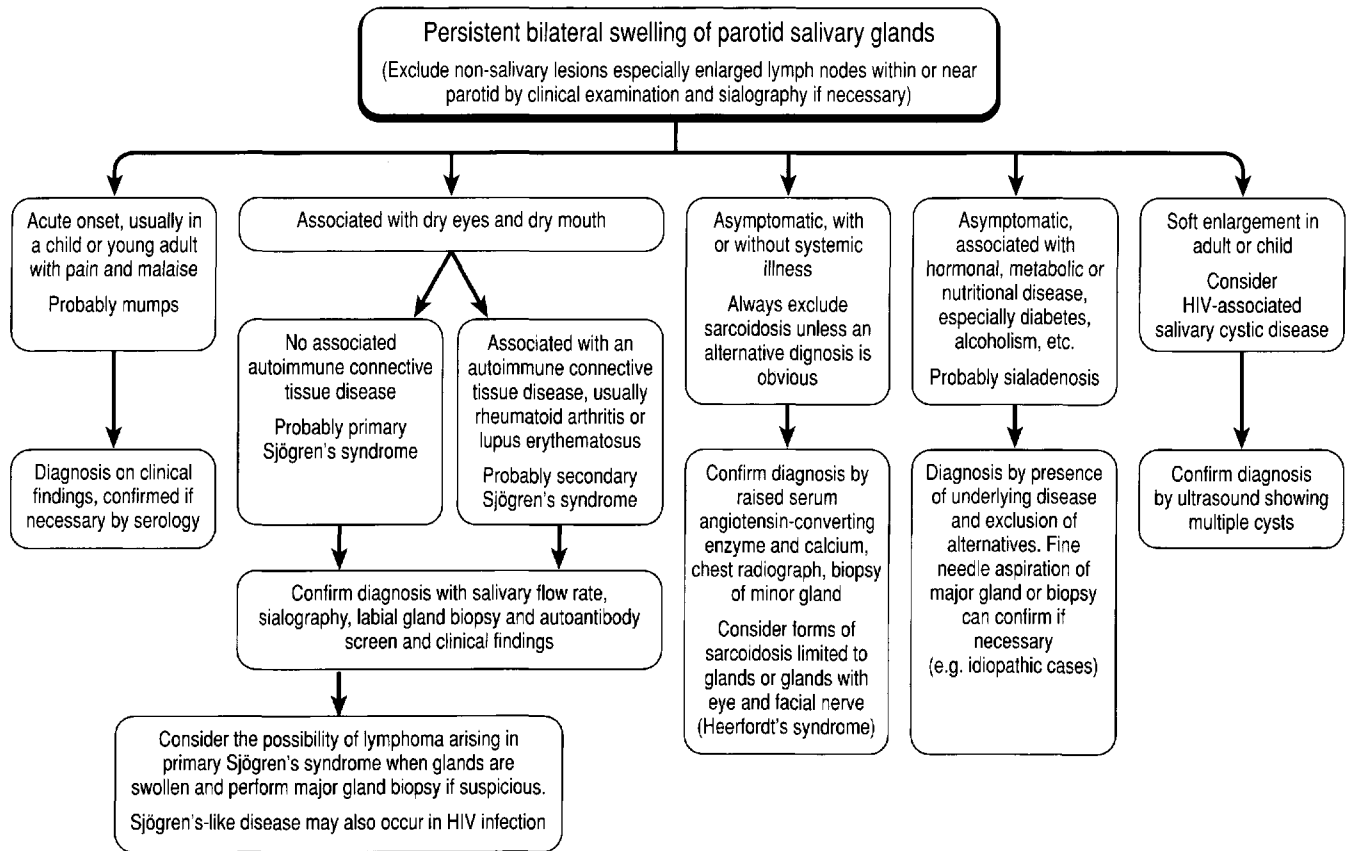 Persistent bilateral swelling of parotid salivary glands
(Exclude non-salivary lesions especially enlarged lymph nodes within or near
parotid by clinical examination and sialography if necessary)
Acute onset, usually in
a child or young adult
with pain and malaise
Probably mumps
Associated with dry eyes and dry mouth
Asymptomatic, with
or without systemic
illness
Always exclude
sarcoidosis unless an
alternative dignosis is
obvious
Asymptomatic,
associated with
hormonal, metabolic or
nutritional disease,
especially diabetes,
alcoholism, etc.
Probably sialadenosis
Soft enlargement in
adult or child
Consider
HIV-associated
salivary cystic disease
No associated
autoimmune connective
tissue disease
Probably primary
Sjögren's syndrome
Associated with an
autoimmune connective
tissue disease, usually
rheumatoid arthritis or
lupus erythematosus
Probably secondary
Sjögren's syndrome
Diagnosis on clinical
findings, confirmed if
necessary by serology
Confirm diagnosis by
raised serum
angiotensin-converting
enzyme and calcium,
chest radiograph, biopsy
of minor gland
Consider forms of
sarcoidosis limited to
glands or glands with
eye and facial nerve
(Heerfordt's syndrome)
Diagnosis by presence
of underlying disease
and exclusion of
alternatives. Fine
needle aspiration of
major gland or biopsy
can confirm if
necessary
(e.g. idiopathic cases)
Confirm diagnosis
by ultrasound showing
multiple cysts
Confirm diagnosis with salivary flow rate,
sialography, labial gland biopsy and autoantibody
screen and clinical findings
Consider the possibility of lymphoma arising in
primary Sjögren's syndrome when glands are
swollen and perform major gland biopsy if suspicious.
Sjögren's-like disease may also occur in HIV infection